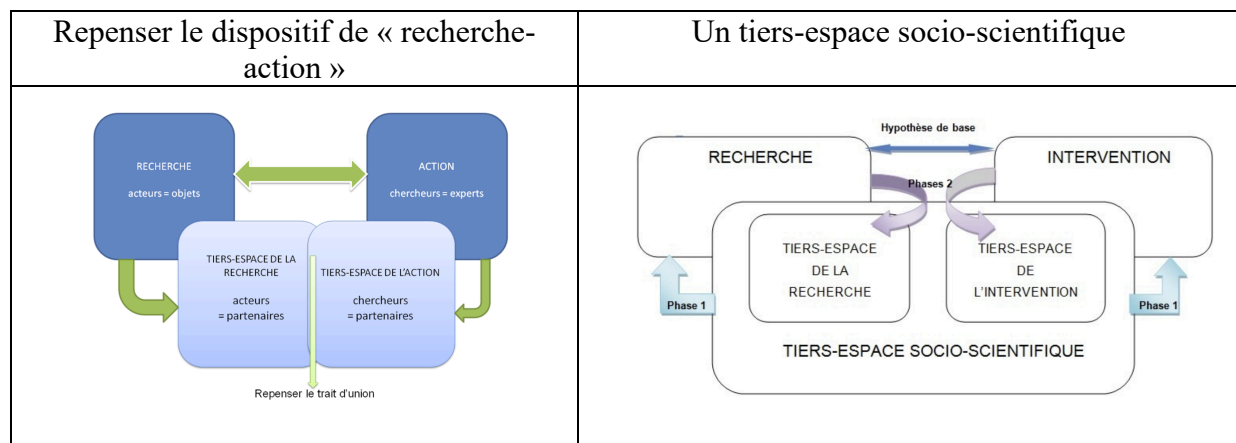 Repenser le dispositif de « recherche-
action »
Un tiers-espace socio-scientifique
RECHERCHE
acteurs = objets
ACTION
chercheurs = experts
TIERS-ESPACE DE LA
RECHERCHE
acteurs
= partenaires
TIERS-ESPACE DE L'ACTION
chercheurs
= partenaires
Repenser le trait d'union
Hypothèse de base
RECHERCHE
INTERVENTION
Phases 2
TIERS-ESPACE
DE LA
RECHERCHE
TIERS-ESPACE
DE
L'INTERVENTION
Phase 1
Phase 1
TIERS-ESPACE SOCIO-SCIENTIFIQUE